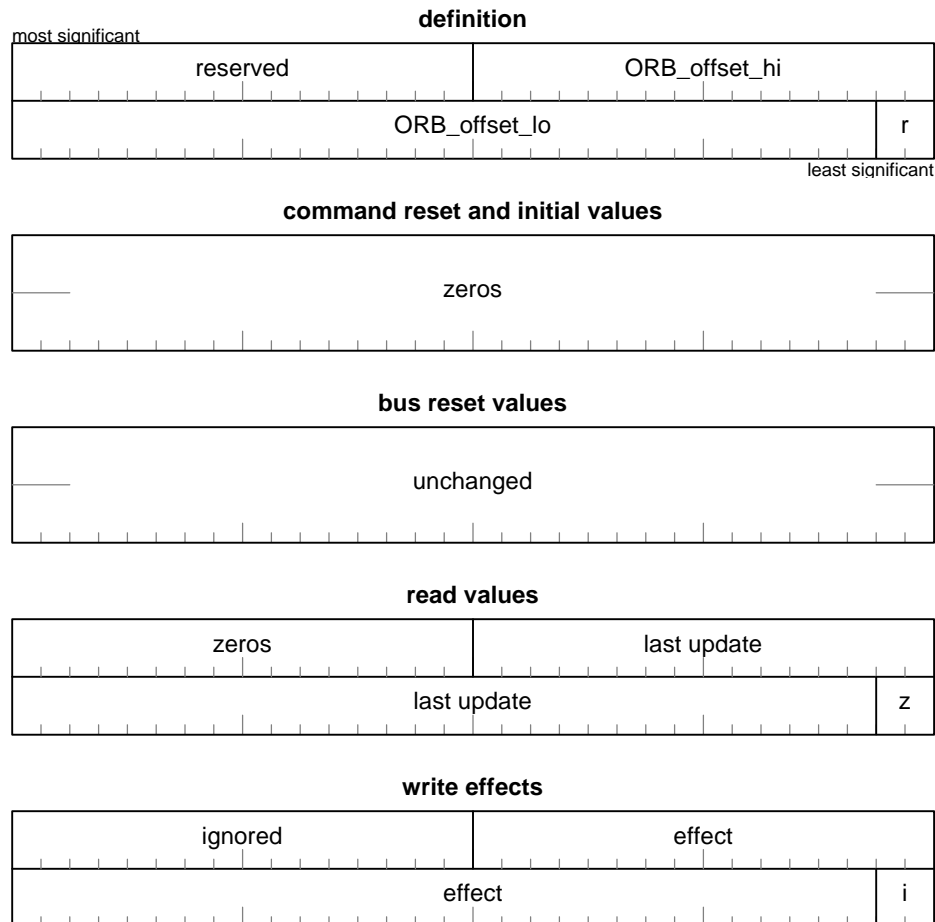 definition
most significant
reserved ORB_offset_hi
ORB_offset_lo r
least significant
command reset and initial values
zeros
bus reset values
unchanged
read values
zeros last update
last update z
write effects
ignored effect
effect i